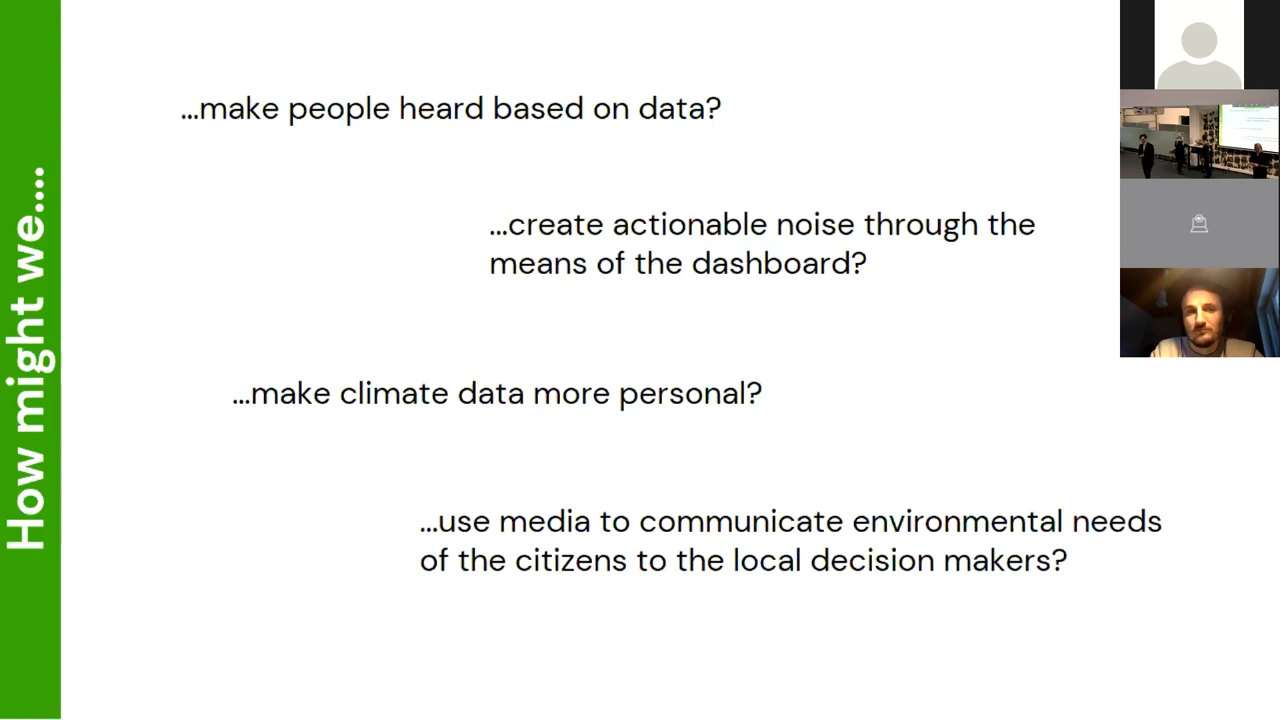 How might we....
...make people heard based on data?
...create actionable noise through the
means of the dashboard?
...make climate data more personal?
...use media to communicate environmental needs
of the citizens to the local decision makers?